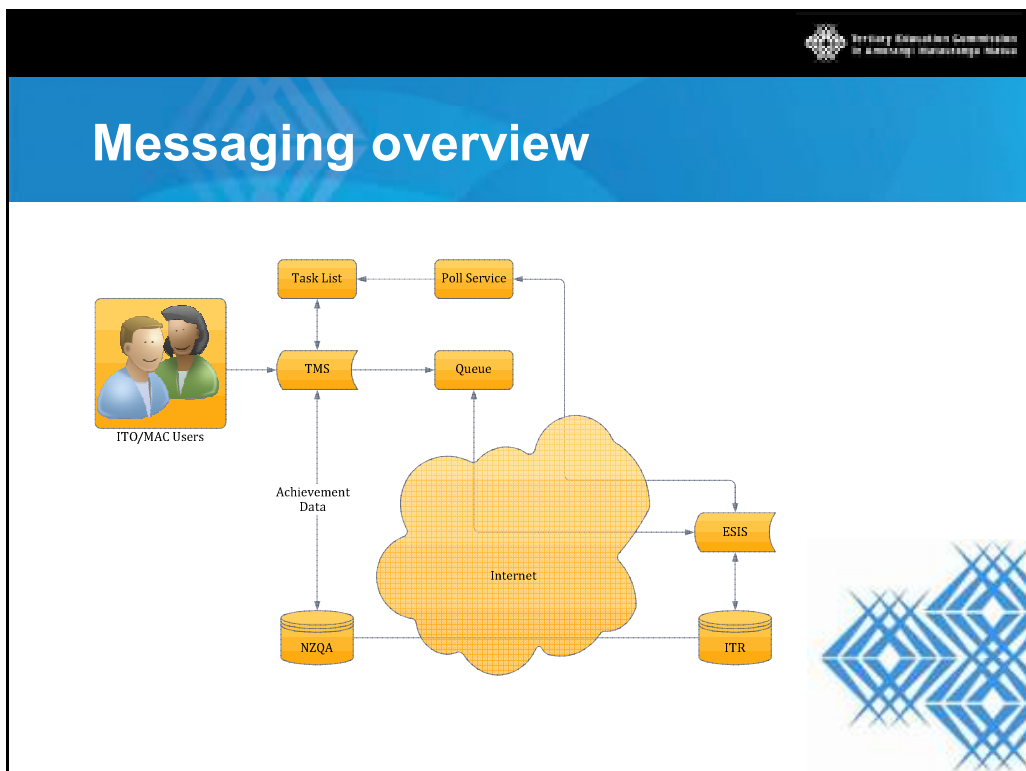 Tertiary Education Commission
Messaging overview
Task List
Poll Service
TMS
Queue
ITO/MAC Users
Achievement
Data
ESIS
Internet
NZQA
ITR